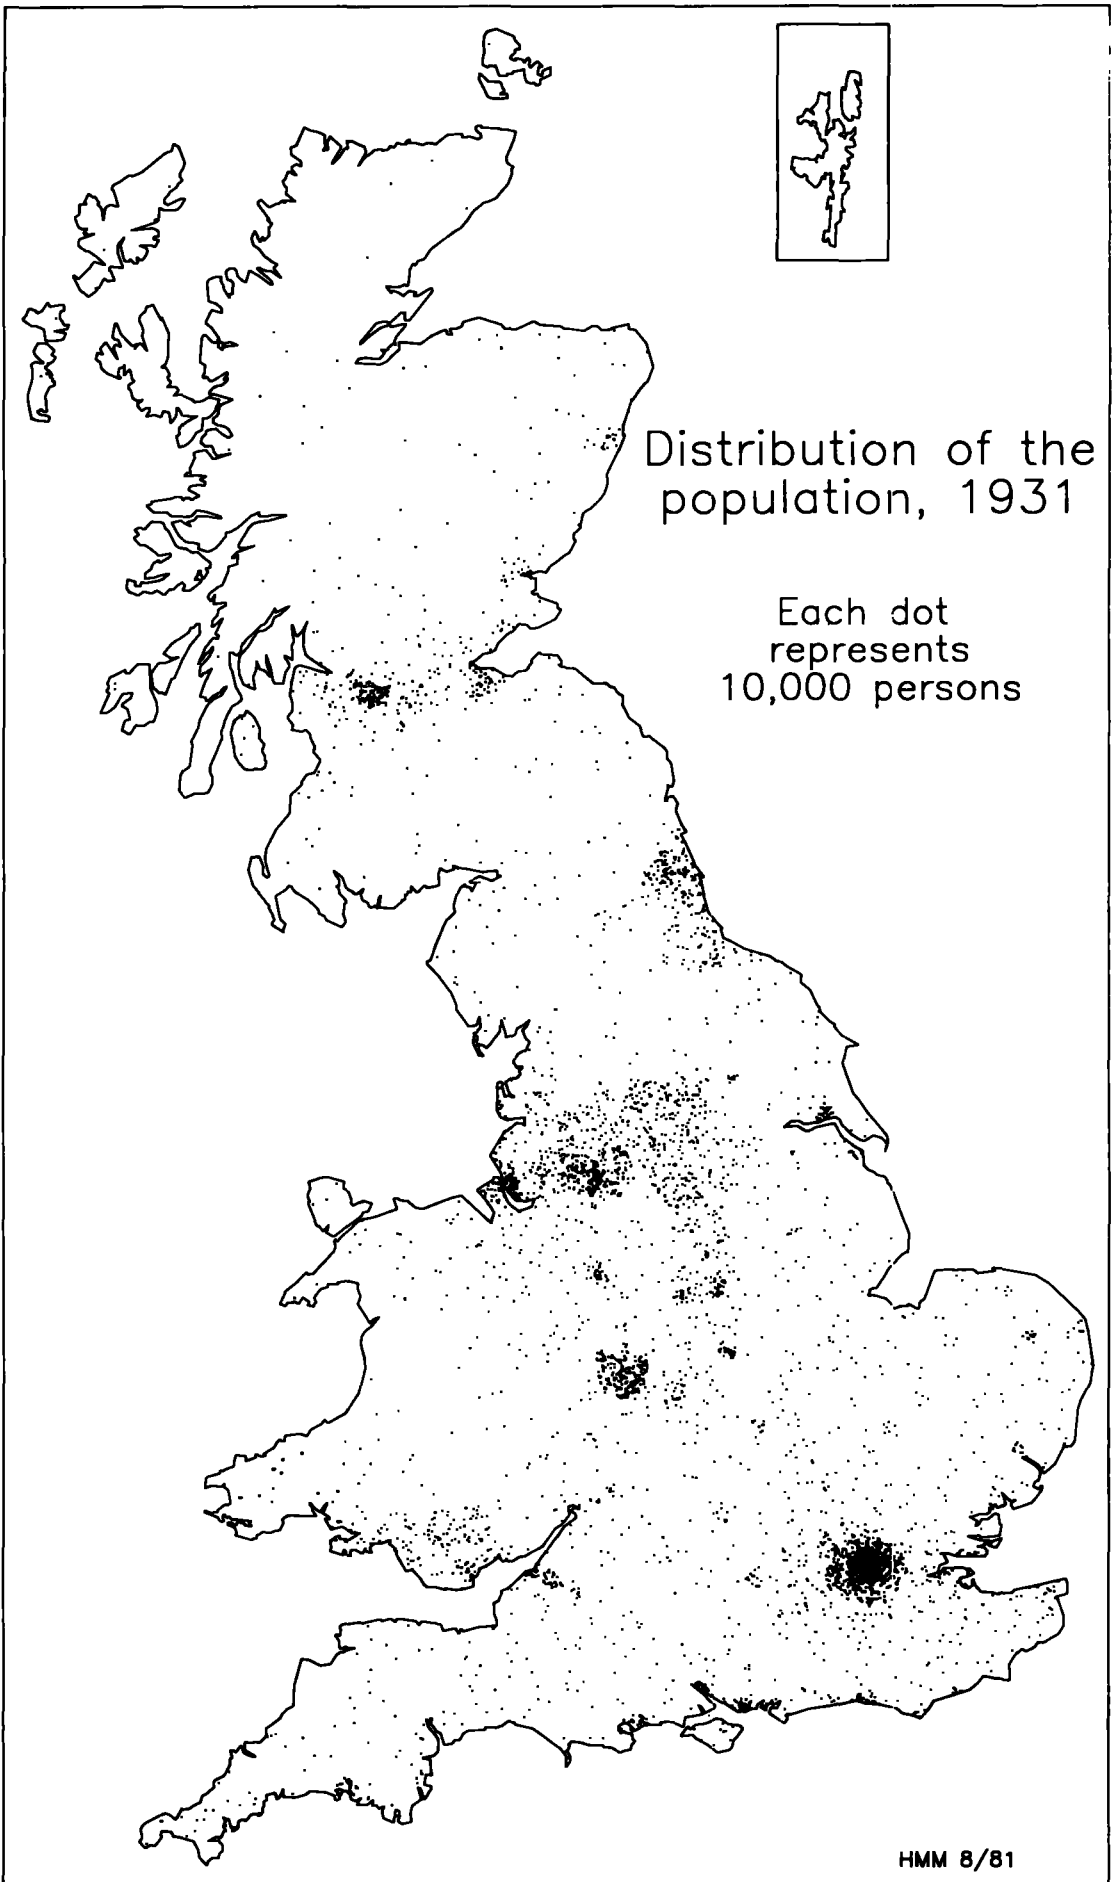 Distribution of the
population, 1931
Each dot
represents
10,000 persons
HMM 8/81